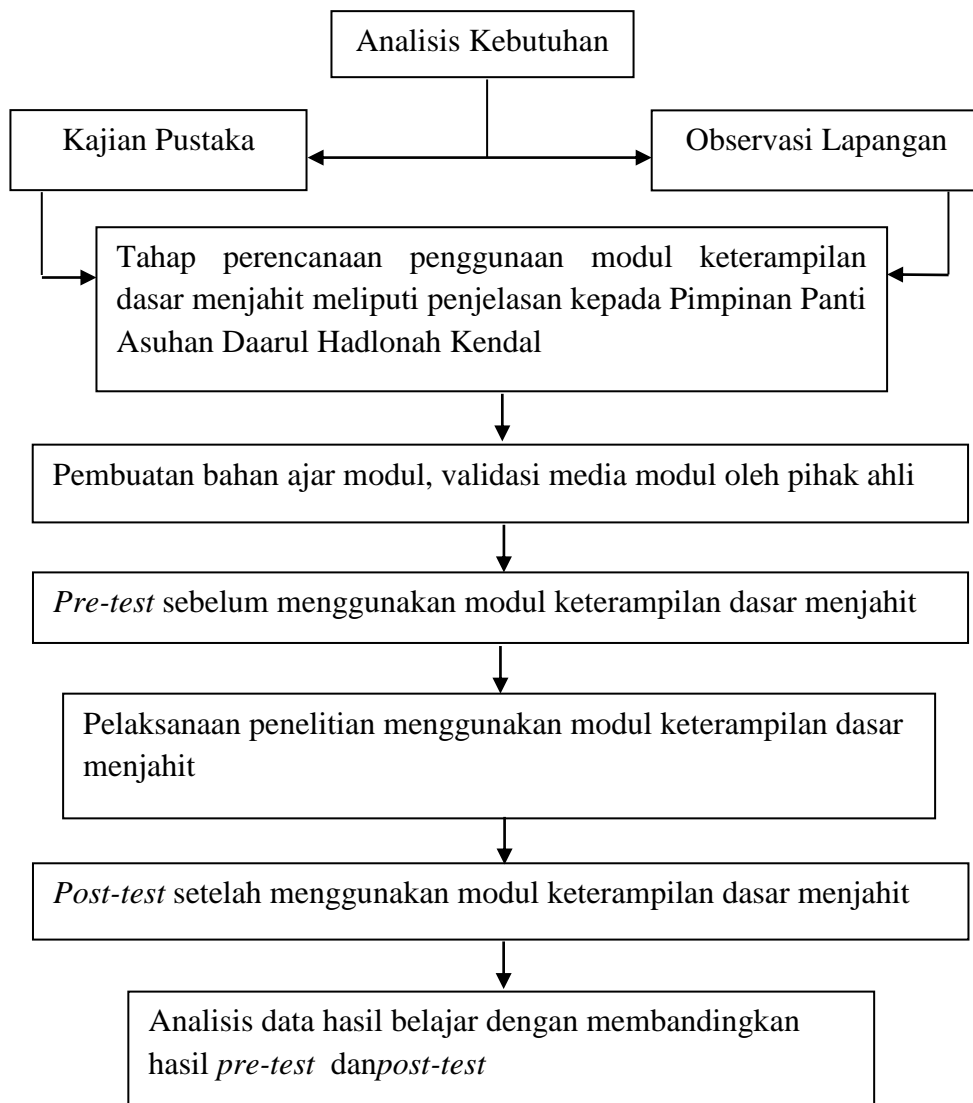 Analisis Kebutuhan
Kajian Pustaka
Observasi Lapangan
Tahap perencanaan penggunaan modul keterampilan
dasar menjahit meliputi penjelasan kepada Pimpinan Panti
Asuhan Daarul Hadlonah Kendal
Pembuatan bahan ajar modul, validasi media modul oleh pihak ahli
Pre-test sebelum menggunakan modul keterampilan dasar menjahit
Pelaksanaan penelitian menggunakan modul keterampilan dasar
menjahit
Post-test setelah menggunakan modul keterampilan dasar menjahit
Analisis data hasil belajar dengan membandingkan
hasil pre-test danpost-test